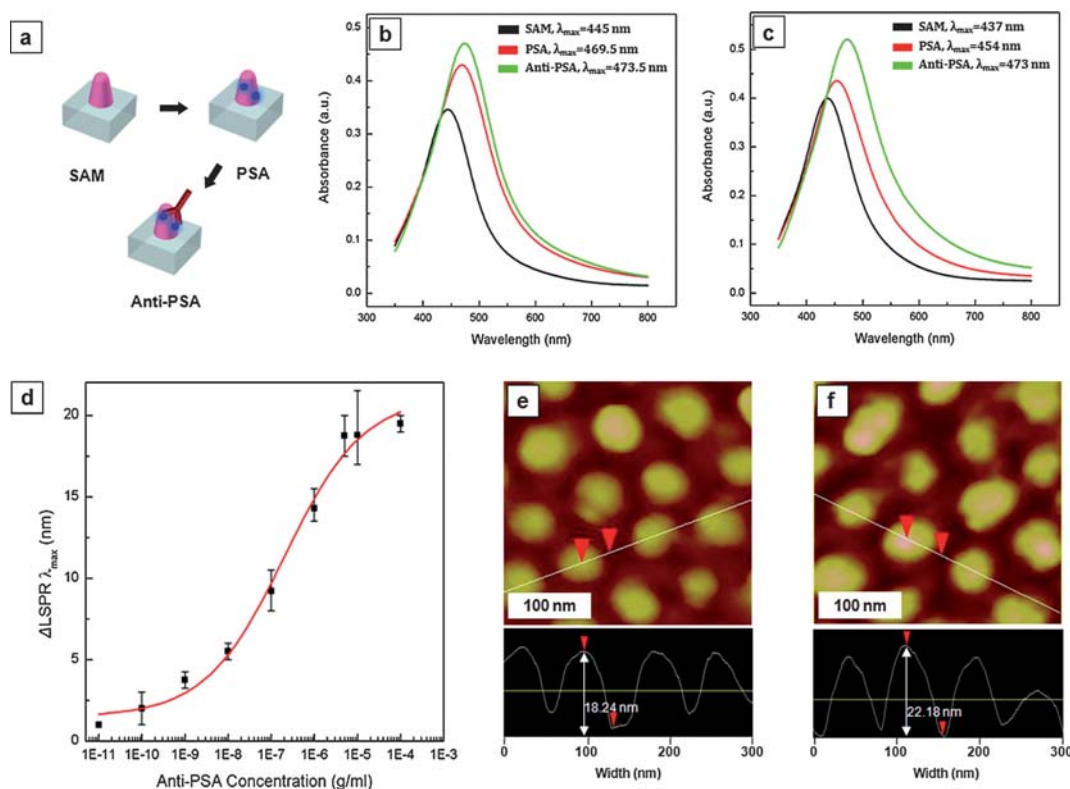 a
SAM
PSA
Anti-PSA
b
SAM, λmax=445 nm
PSA, λmax=469.5 nm
Anti-PSA, λmax=473.5 nm
Absorbance (a.u.)
0.5
0.4
0.3
0.2
0.1
0.0
300 400 500 600 700 800
Wavelength (nm)
c
SAM, λmax=437 nm
PSA, λmax=454 nm
Anti-PSA, λmax=473 nm
Absorbance (a.u.)
0.5
0.4
0.3
0.2
0.1
0.0
300 400 500 600 700 800
Wavelength (nm)
d
ΔLSPR λmax (nm)
20
15
10
5
0
1E-11 1E-10 1E-9 1E-8 1E-7 1E-6 1E-5 1E-4 1E-3
Anti-PSA Concentration (g/ml)
e
100 nm
18.24 nm
0 100 200 300
Width (nm)
f
100 nm
22.18 nm
0 100 200 300
Width (nm)